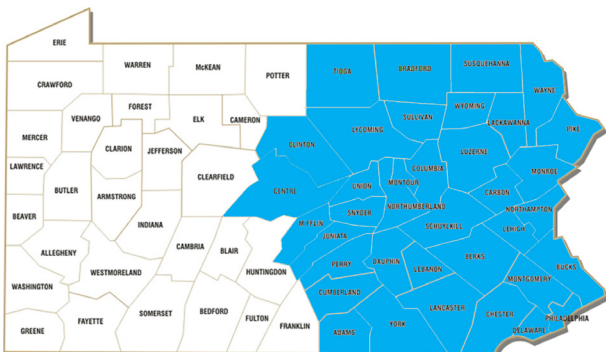 ERIE
CRAWFORD
WARREN
McKEAN
POTTER
TIOGA
BRADFORD
SUSQUEHANNA
WAYNE
MERCER
VENANGO
FOREST
ELK
CAMERON
LYCOMING
SULLIVAN
WYOMING
LACKAWANNA
PIKE
LAWRENCE
BUTLER
CLARION
JEFFERSON
CLEARFIELD
CLINTON
CENTRE
UNION
MONTOUR
COLUMBIA
LUZERNE
MONROE
BEAVER
ARMSTRONG
INDIANA
SNYDER
NORTHUMBERLAND
CARBON
NORTHAMPTON
ALLEGHENY
WESTMORELAND
CAMBRIA
BLAIR
HUNTINGDON
MIFFLIN
JUNIATA
SCHUYLKILL
LEHIGH
WASHINGTON
PERRY
DAUPHIN
LEBANON
BERKS
MONTGOMERY
BUCKS
GREENE
FAYETTE
SOMERSET
BEDFORD
FULTON
FRANKLIN
CUMBERLAND
ADAMS
YORK
LANCASTER
CHESTER
DELAWARE
PHILADELPHIA